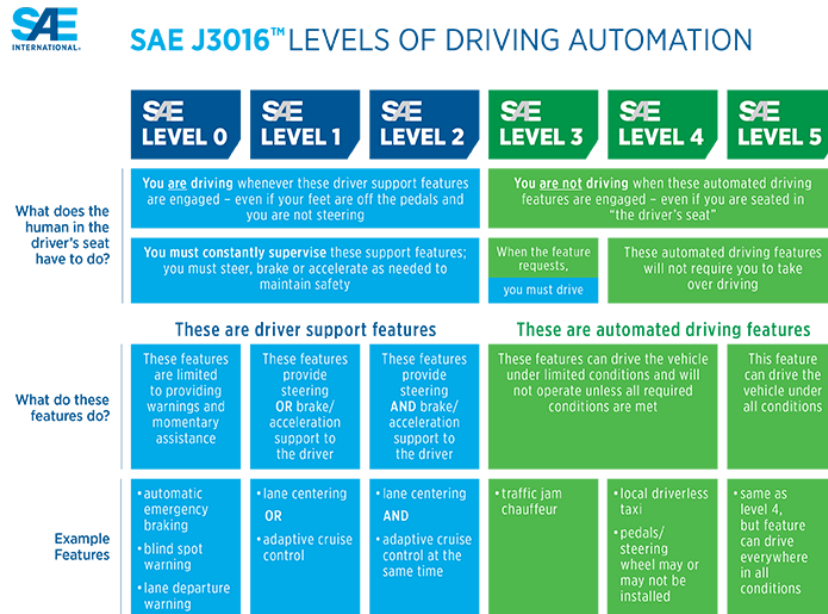 SAE
INTERNATIONAL®
SAE J3016™ LEVELS OF DRIVING AUTOMATION
SAE
LEVEL 0
SAE
LEVEL 1
SAE
LEVEL 2
SAE
LEVEL 3
SAE
LEVEL 4
SAE
LEVEL 5
What does the
human in the
driver's seat
have to do?
You are driving whenever these driver support features
are engaged – even if your feet are off the pedals and
you are not steering
You are not driving when these automated driving
features are engaged – even if you are seated in
“the driver's seat”
You must constantly supervise these support features;
you must steer, brake or accelerate as needed to
maintain safety
When the feature
requests,
you must drive
These automated driving features
will not require you to take
over driving
These are driver support features
These are automated driving features
What do these
features do?
These features
are limited
to providing
warnings and
momentary
assistance
These features
provide
steering
OR brake/
acceleration
support to
the driver
These features
provide
steering
AND brake/
acceleration
support to
the driver
These features can drive the vehicle
under limited conditions and will
not operate unless all required
conditions are met
This feature
can drive the
vehicle under
all conditions
Example
Features
• automatic
emergency
braking
• blind spot
warning
• lane departure
warning
• lane centering
OR
• adaptive cruise
control
• lane centering
AND
• adaptive cruise
control at the
same time
• traffic jam
chauffeur
• local driverless
taxi
• pedals/
steering
wheel may or
may not be
installed
• same as
level 4,
but feature
can drive
everywhere
in all
conditions